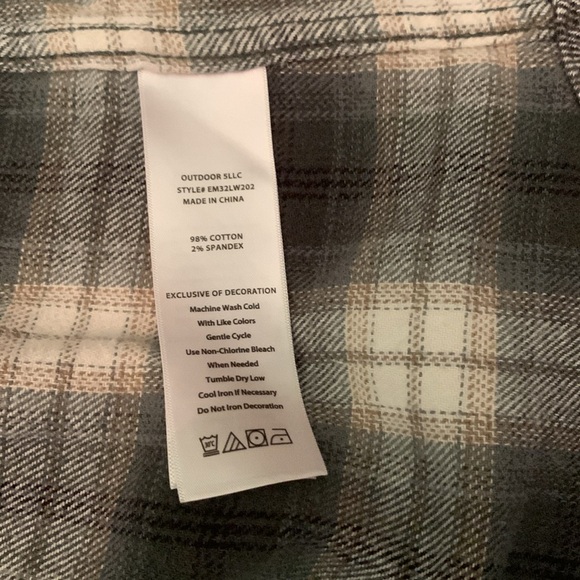 OUTDOOR 5LLC
STYLE# EM32LW202
MADE IN CHINA
98% COTTON
2% SPANDEX
EXCLUSIVE OF DECORATION
Machine Wash Cold
With Like Colors
Gentle Cycle
Use Non-Chlorine Bleach
When Needed
Tumble Dry Low
Cool Iron If Necessary
Do Not Iron Decoration